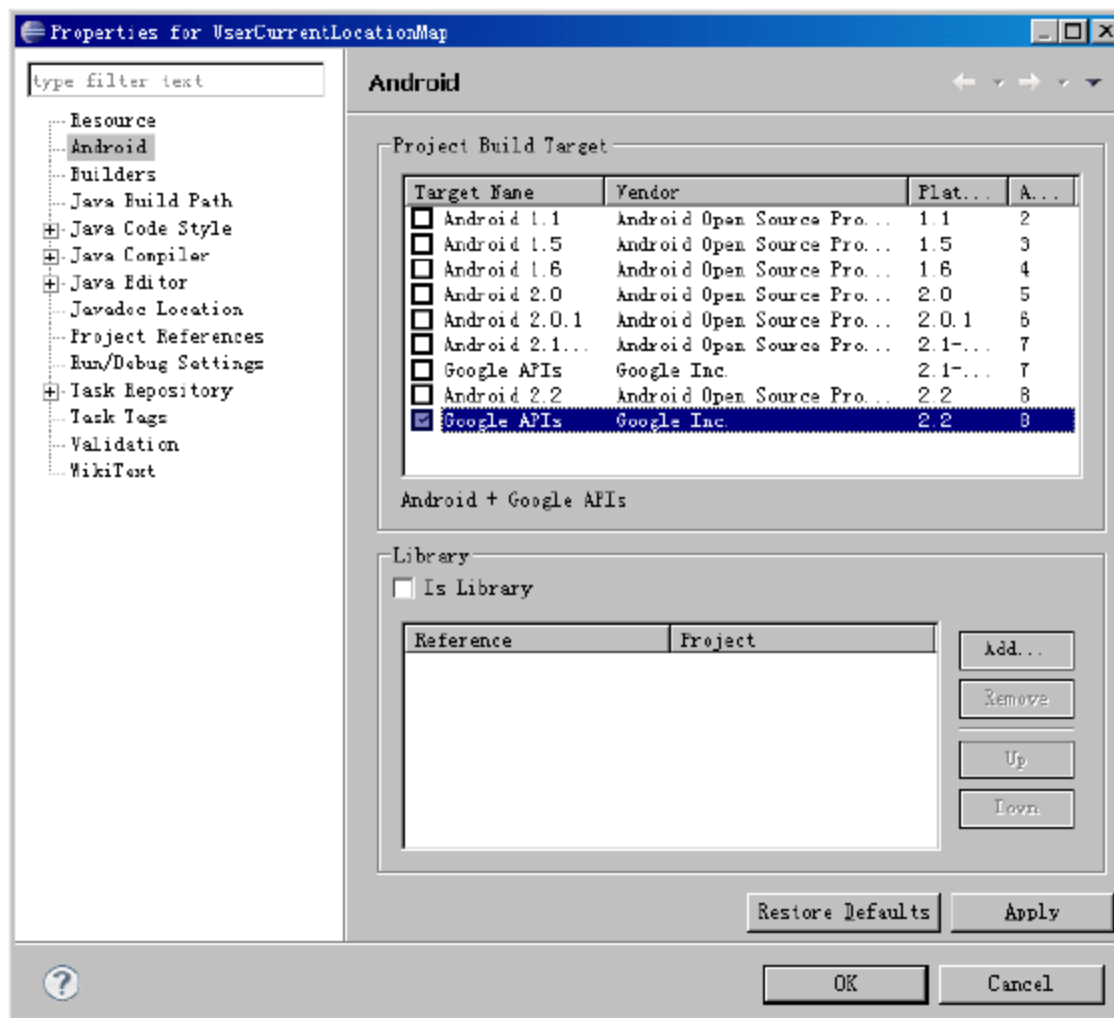 Properties for UserCurrentLocationMap
type filter text
Resource
Android
Builders
Java Build Path
Java Code Style
Java Compiler
Java Editor
Javadoc Location
Project References
Run/Debug Settings
Task Repository
Task Tags
Validation
WikiText
Android
Project Build Target
Target Name Vendor Plat... A...
Android 1.1 Android Open Source Pro... 1.1 2
Android 1.5 Android Open Source Pro... 1.5 3
Android 1.6 Android Open Source Pro... 1.6 4
Android 2.0 Android Open Source Pro... 2.0 5
Android 2.0.1 Android Open Source Pro... 2.0.1 6
Android 2.1... Android Open Source Pro... 2.1-... 7
Google APIs Google Inc. 2.1-... 7
Android 2.2 Android Open Source Pro... 2.2 8
Google APIs Google Inc. 2.2 8
Android + Google APIs
Library
Is Library
Reference Project
Add...
Remove
Up
Down
Restore Defaults Apply
? OK Cancel